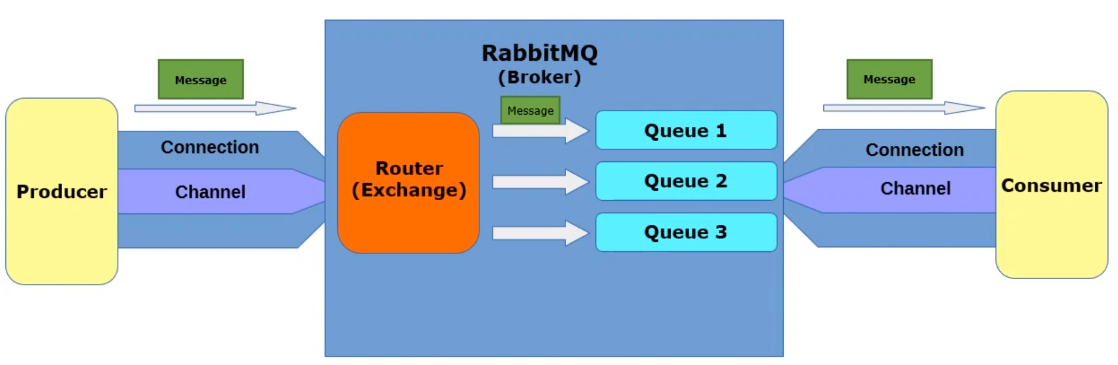 Message
Connection
Channel
Producer
RabbitMQ
(Broker)
Message
Router
(Exchange)
Queue 1
Queue 2
Queue 3
Message
Connection
Channel
Consumer